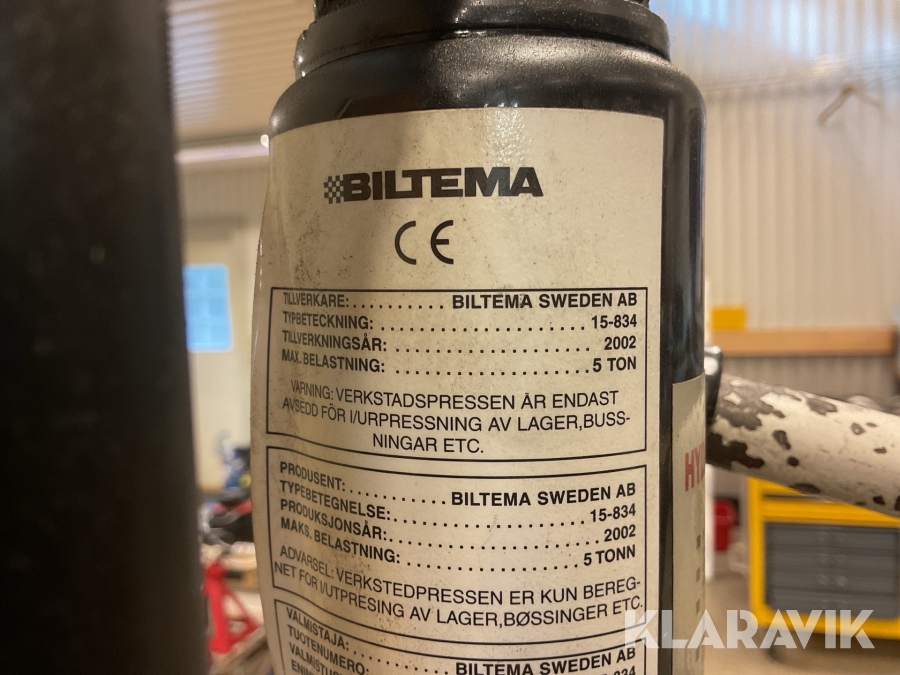 BILTEMA
CE
TILLVERKARE:.......... BILTEMA SWEDEN AB
TYPBETECKNING: ...................... 15-834
TILLVERKNINGSÅR: ...................... 2002
MAX. BELASTNING: .................. 5 TON
VARNING: VERKSTADSPRESSEN ÄR ENDAST
AVSEDD FÖR I/URPRESSNING AV LAGER,BUSS-
NINGAR ETC.
PRODUSENT:.......... BILTEMA SWEDEN AB
TYPBETEGNELSE:.................... 15-834
PRODUKSJONSÅR:...................... 2002
MAKS. BELASTNING: .................. 5 TONN
ADVARSEL: VERKSTEDPRESSEN ER KUN BEREG-
NET FOR I/UTPRESING AV LAGER,BØSSINGER ETC.
VALMISTAJA: .......... BILTEMA SWEDEN AB
TUOTENUMERO:
HY
KLARAVIK